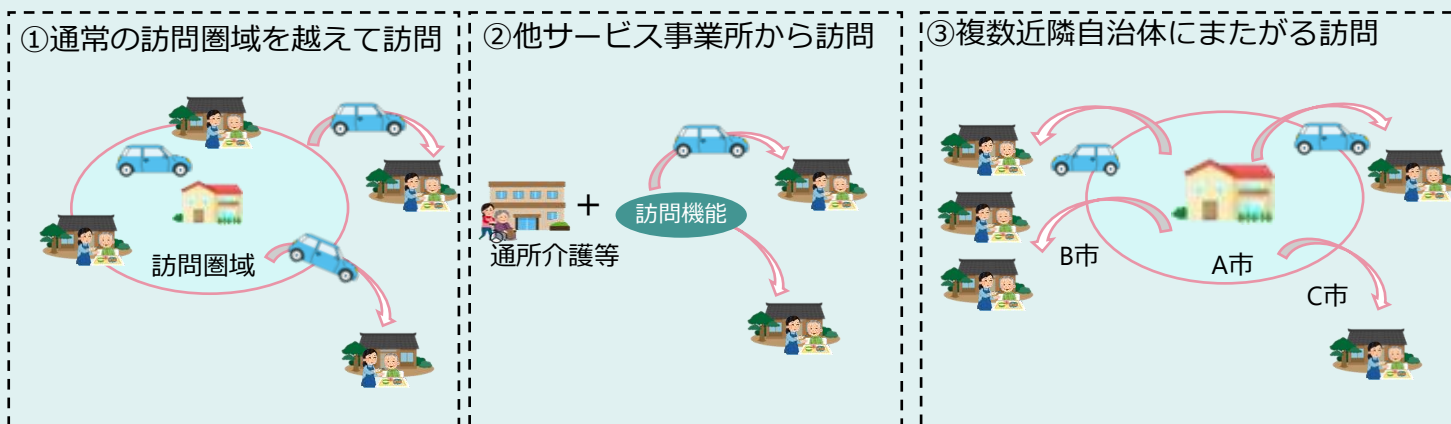 ①通常の訪問圏域を越えて訪問
訪問圏域
②他サービス事業所から訪問
+
訪問機能
通所介護等
③複数近隣自治体にまたがる訪問
B市
A市
C市